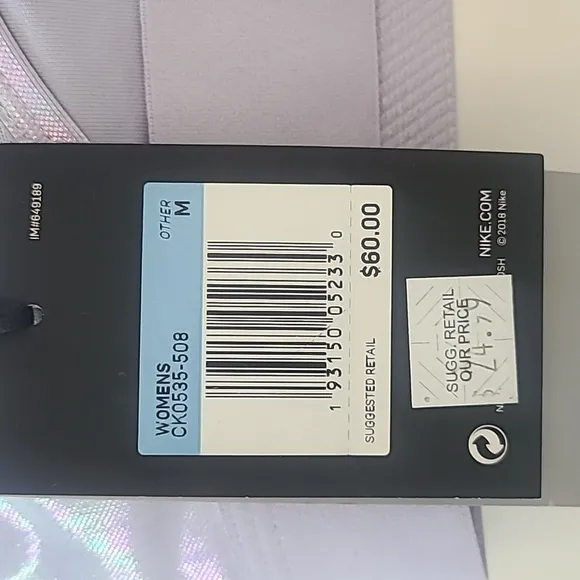 IM#649189
OTHER
M
WOMENS
CK0535-508
1 93150 05233 0
SUGGESTED RETAIL
$60.00
SUGG. RETAIL
OUR PRICE
$ 24.79
NIKE.COM
© 2018 Nike